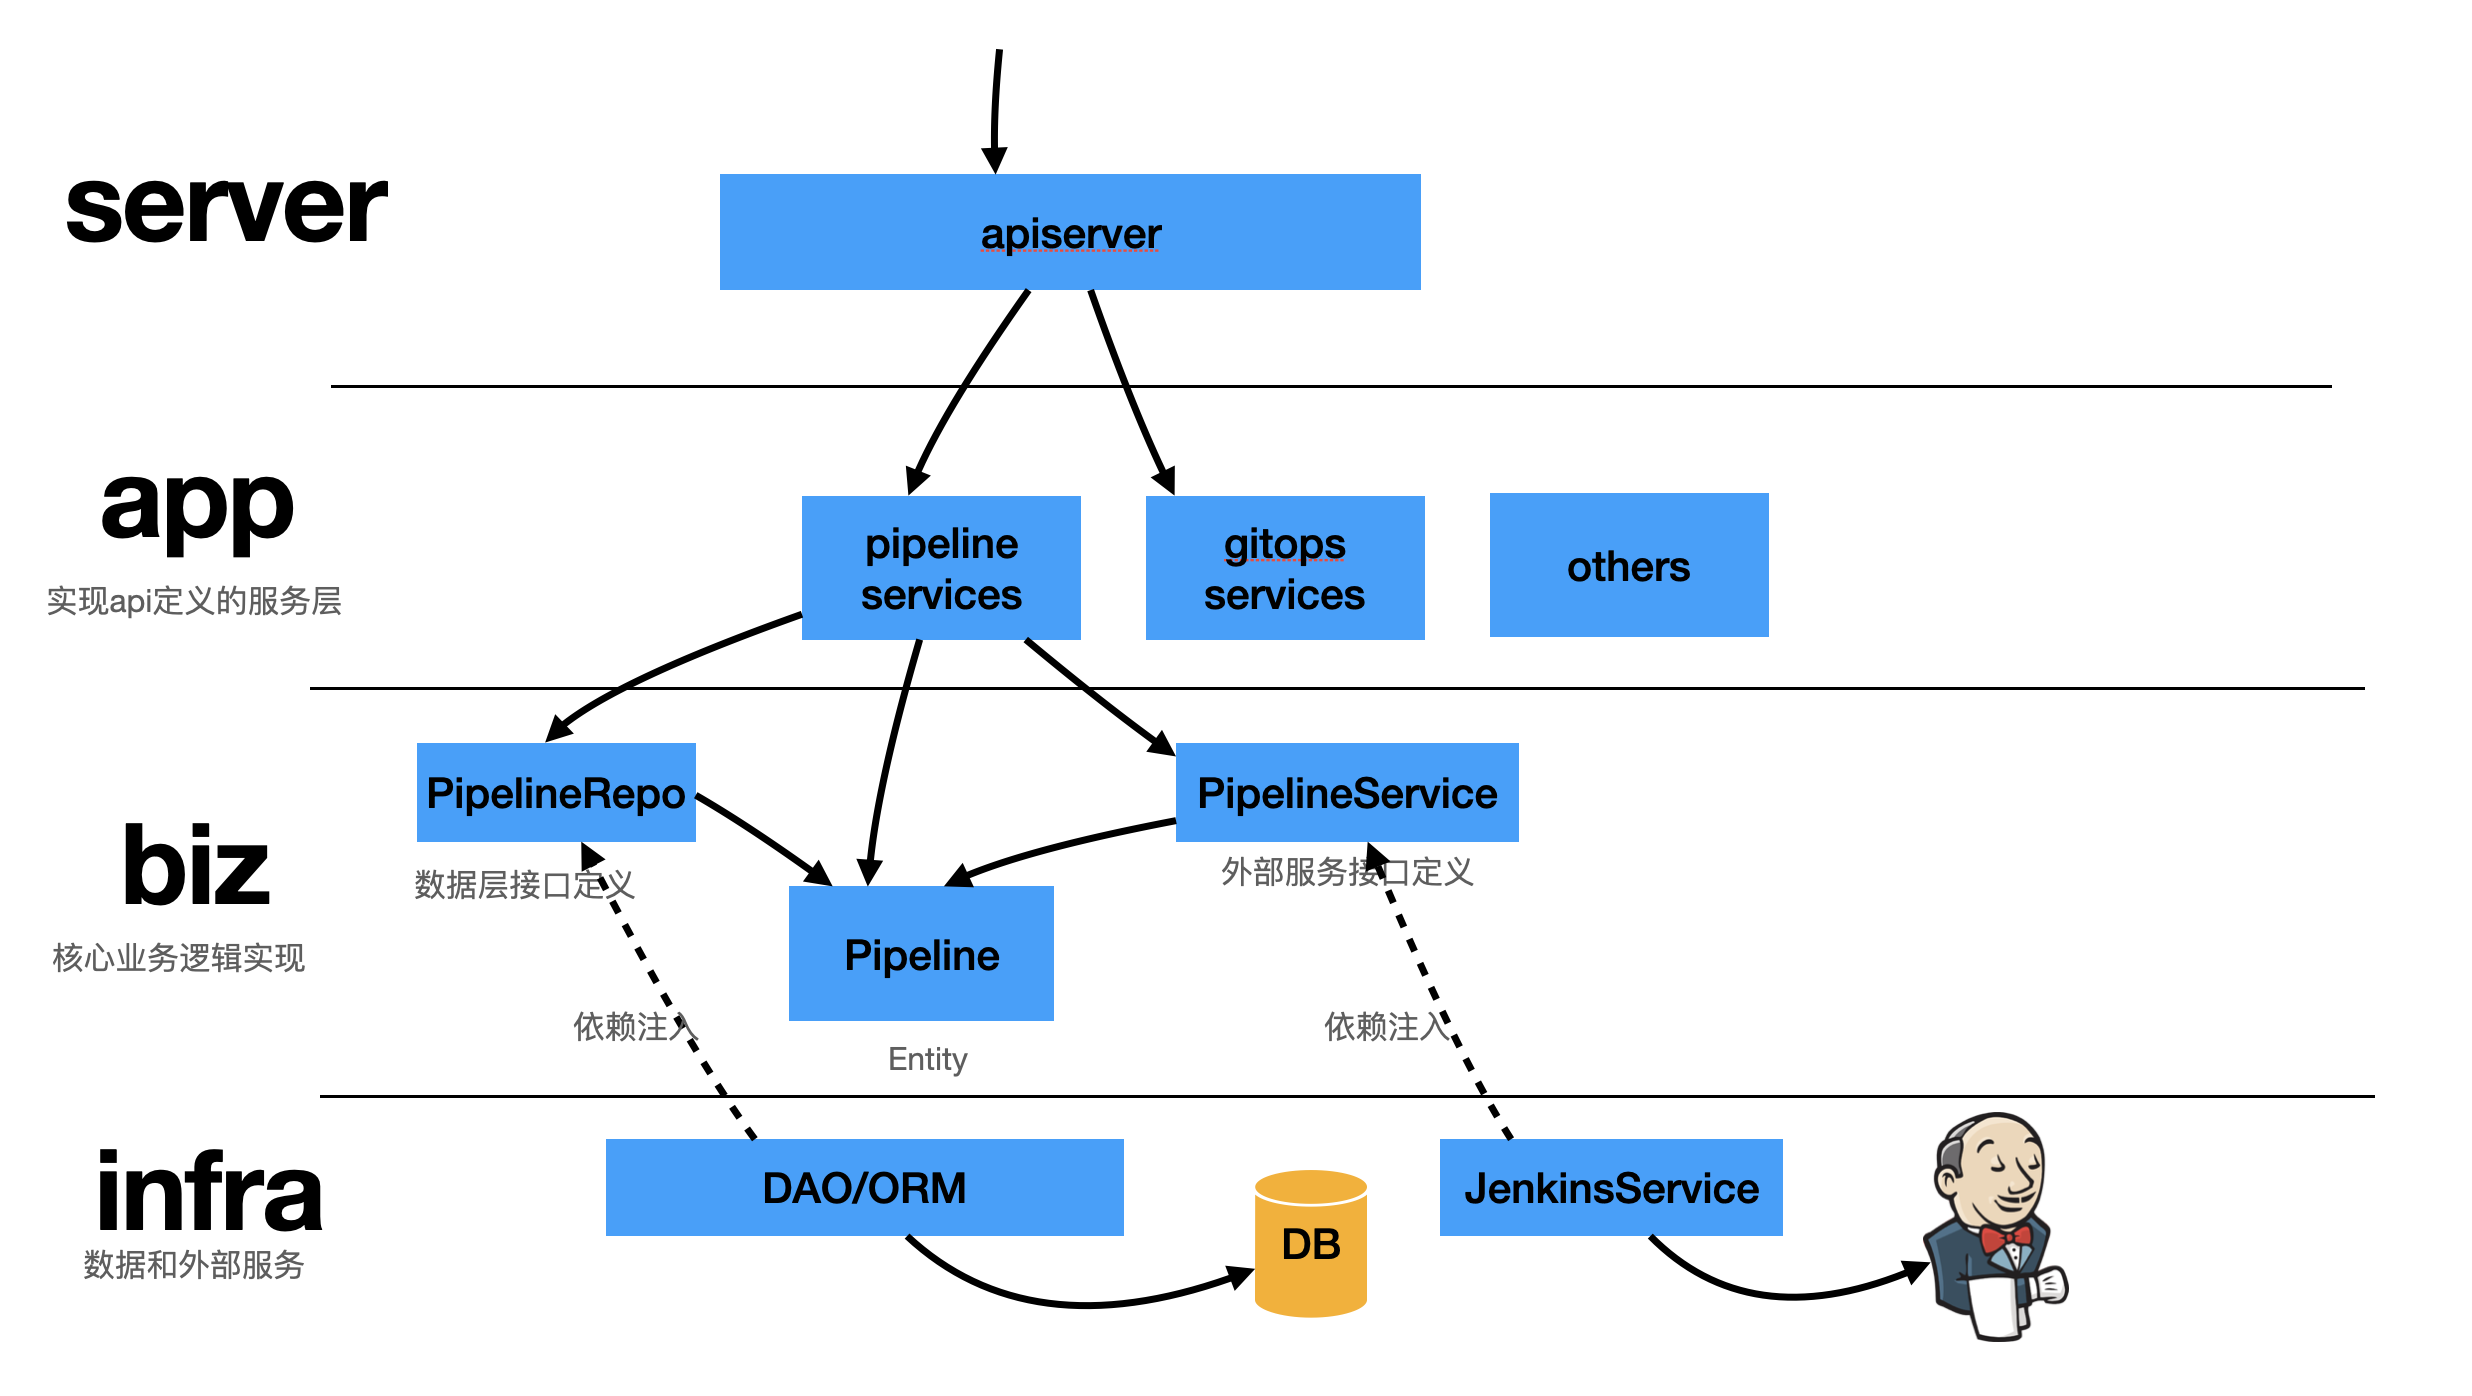 server
apiserver
app
实现api定义的服务层
pipeline
services
gitops
services
others
biz
核心业务逻辑实现
PipelineRepo
数据层接口定义
PipelineService
外部服务接口定义
Pipeline
Entity
依赖注入
依赖注入
infra
数据和外部服务
DAO/ORM
DB
JenkinsService